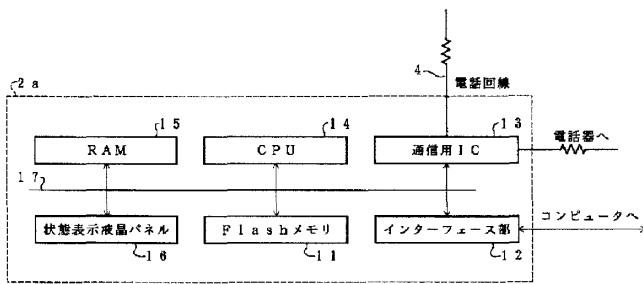 4
電話回線
2a
15
14
13
電話器へ
RAM
CPU
通信用IC
17
コンピュータへ
状態表示液晶パネル
Flashメモリ
インターフェース部
16
11
12